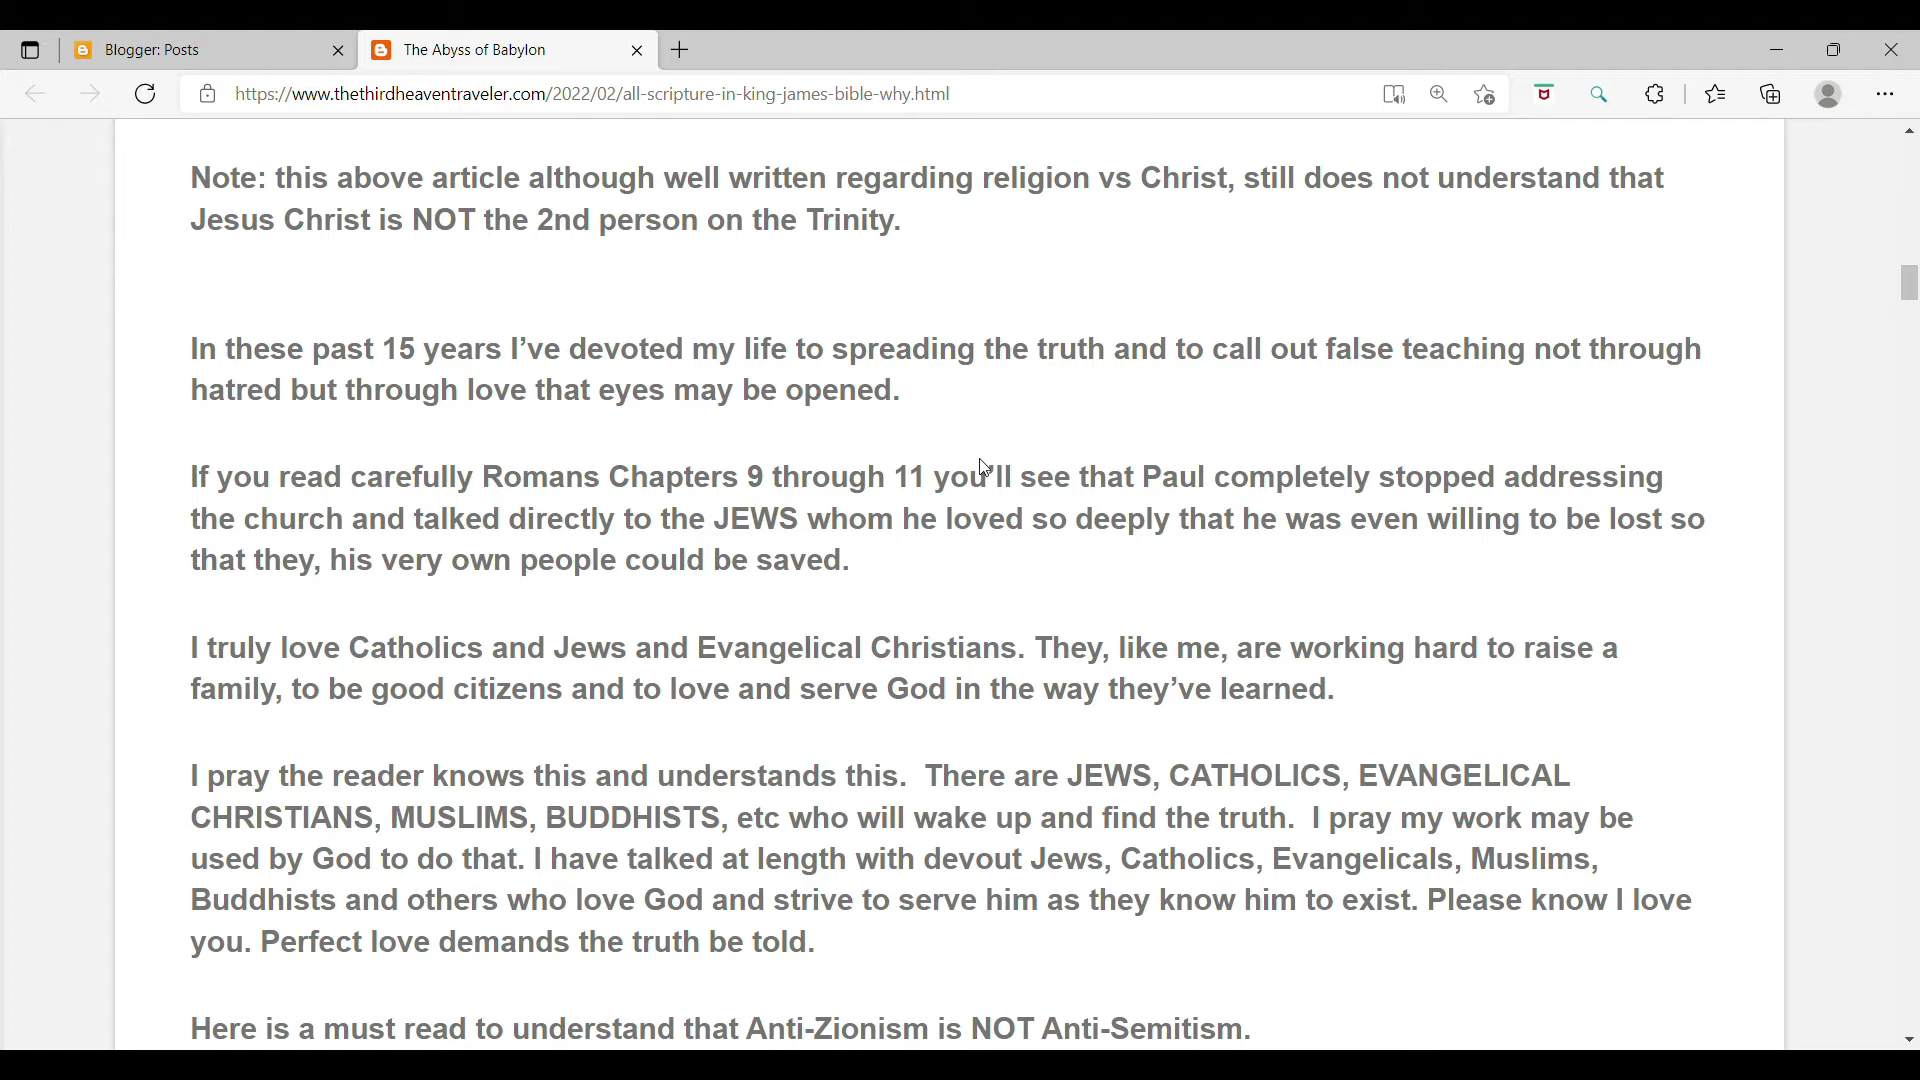 Blogger: Posts
The Abyss of Babylon
https://www.thethirdheaventraveler.com/2022/02/all-scripture-in-king-james-bible-why.html
Note: this above article although well written regarding religion vs Christ, still does not understand that
Jesus Christ is NOT the 2nd person on the Trinity.
In these past 15 years I’ve devoted my life to spreading the truth and to call out false teaching not through
hatred but through love that eyes may be opened.
If you read carefully Romans Chapters 9 through 11 you'll see that Paul completely stopped addressing
the church and talked directly to the JEWS whom he loved so deeply that he was even willing to be lost so
that they, his very own people could be saved.
I truly love Catholics and Jews and Evangelical Christians. They, like me, are working hard to raise a
family, to be good citizens and to love and serve God in the way they’ve learned.
I pray the reader knows this and understands this.  There are JEWS, CATHOLICS, EVANGELICAL
CHRISTIANS, MUSLIMS, BUDDHISTS, etc who will wake up and find the truth.  I pray my work may be
used by God to do that. I have talked at length with devout Jews, Catholics, Evangelicals, Muslims,
Buddhists and others who love God and strive to serve him as they know him to exist. Please know I love
you. Perfect love demands the truth be told.
Here is a must read to understand that Anti-Zionism is NOT Anti-Semitism.